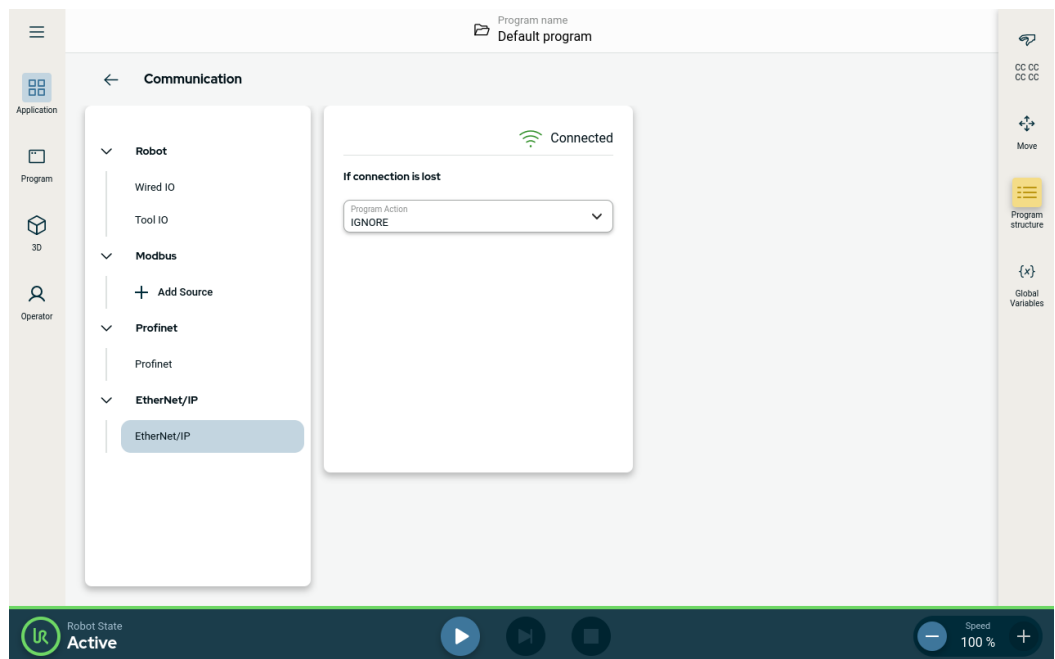 Program name
Default program
Communication
Application
Program
3D
Operator
Robot
Wired IO
Tool IO
Modbus
Add Source
Profinet
Profinet
EtherNet/IP
EtherNet/IP
Connected
If connection is lost
Program Action
IGNORE
CC CC
CC CC
Move
Program
structure
{x}
Global
Variables
UR
Robot State
Active
Speed
100 %